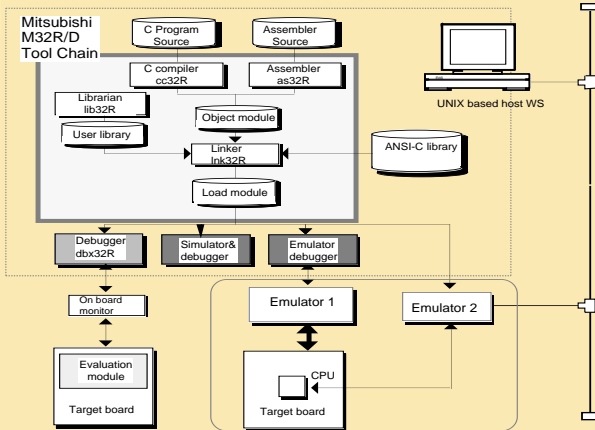 Mitsubishi
M32R/D
Tool Chain
C Program
Source
Assembler
Source
C compiler
cc32R
Assembler
as32R
Librarian
lib32R
User library
Object module
Linker
lnk32R
ANSI-C library
Load module
UNIX based host WS
Debugger
dbx32R
Simulator&
debugger
Emulator
debugger
On board
monitor
Emulator 1
Emulator 2
Evaluation
module
Target board
CPU
Target board